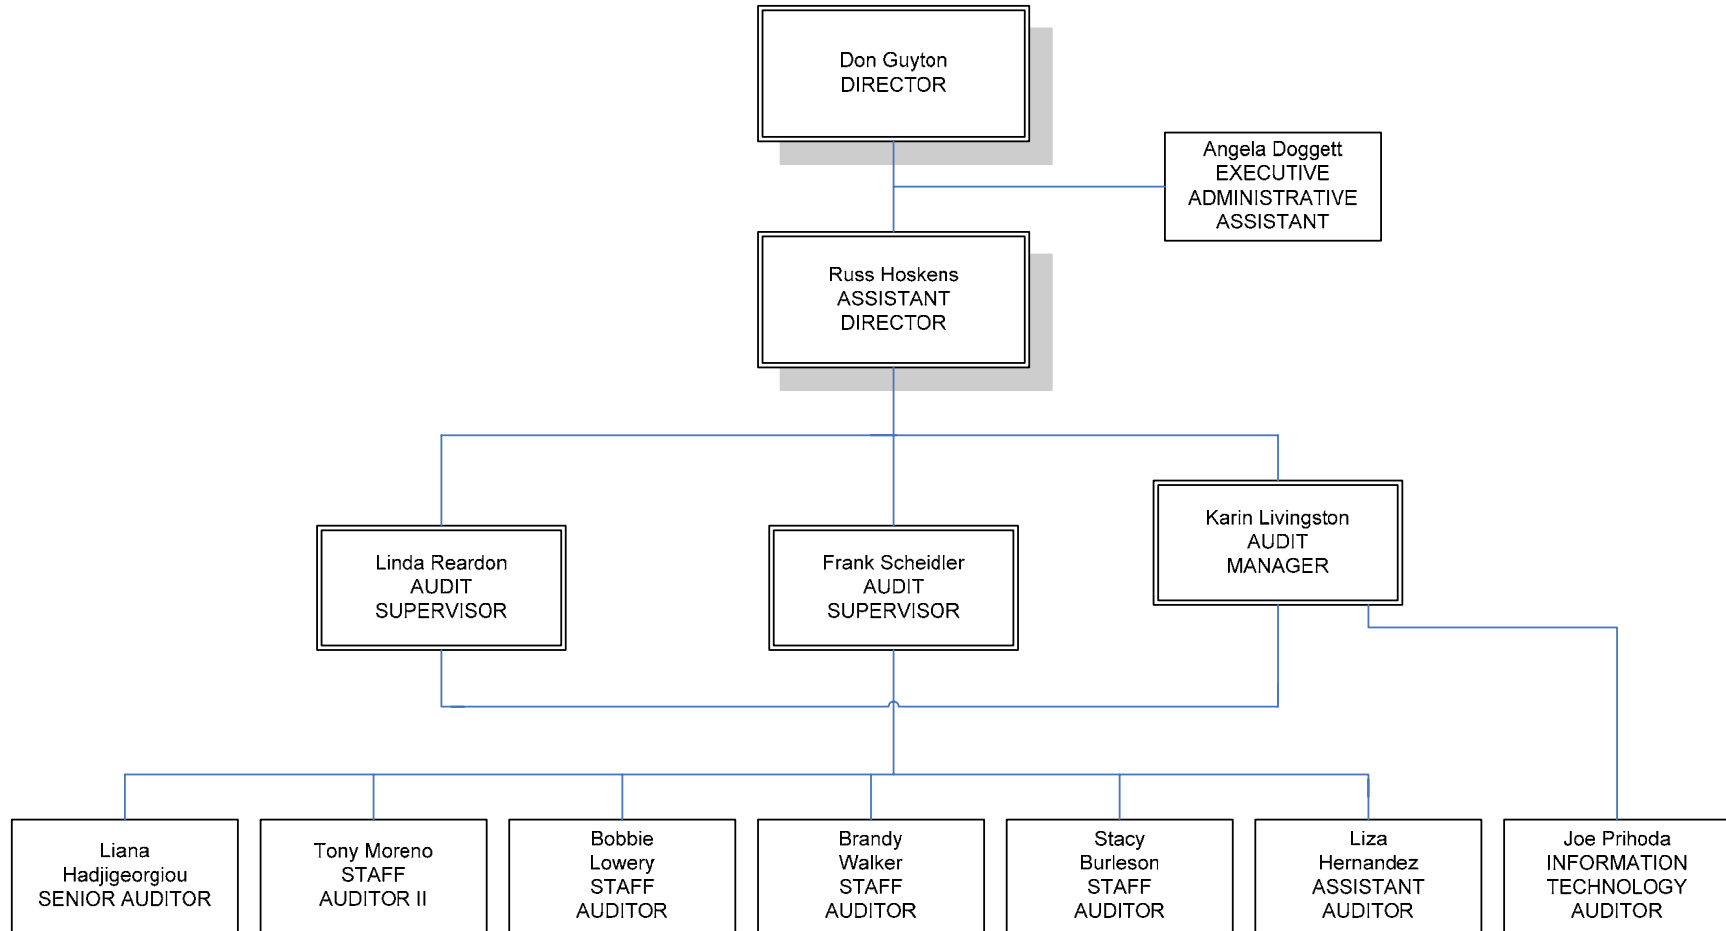 Don Guyton
DIRECTOR
Angela Doggett
EXECUTIVE
ADMINISTRATIVE
ASSISTANT
Russ Hoskens
ASSISTANT
DIRECTOR
Linda Reardon
AUDIT
SUPERVISOR
Frank Scheidler
AUDIT
SUPERVISOR
Karin Livingston
AUDIT
MANAGER
Liana
Hadjigeorgiou
SENIOR AUDITOR
Tony Moreno
STAFF
AUDITOR II
Bobbie
Lowery
STAFF
AUDITOR
Brandy
Walker
STAFF
AUDITOR
Stacy
Burleson
STAFF
AUDITOR
Liza
Hernandez
ASSISTANT
AUDITOR
Joe Prihoda
INFORMATION
TECHNOLOGY
AUDITOR